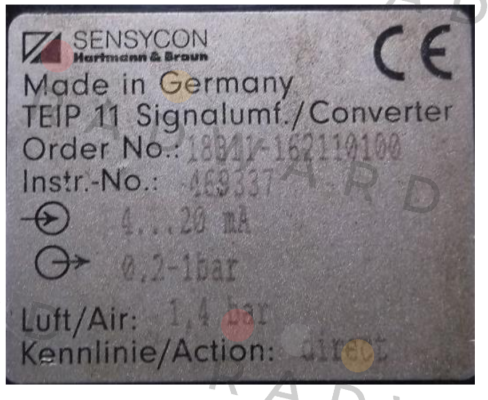 SENSYCON
Hartmann & Braun
CE
Made in Germany
TEIP 11 Signalumf./Converter
Order No.: 18311-162110100
Instr.-No.: 469337
4...20 mA
0,2-1bar
Luft/Air: 1,4 bar
Kennlinie/Action: direct